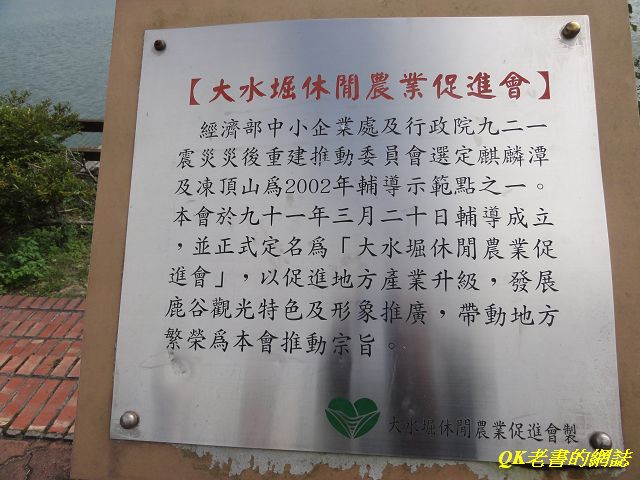 【大水堀休閒農業促進會】
經濟部中小企業處及行政院九二一
震災災後重建推動委員會選定麒麟潭
及凍頂山為2002年輔導示範點之一。
本會於九十一年三月二十日輔導成立
，並正式定名為「大水堀休閒農業促
進會」，以促進地方產業升級，發展
鹿谷觀光特色及形象推廣，帶動地方
繁榮為本會推動宗旨。
大水堀休閒農業促進會製
QK老書的網誌